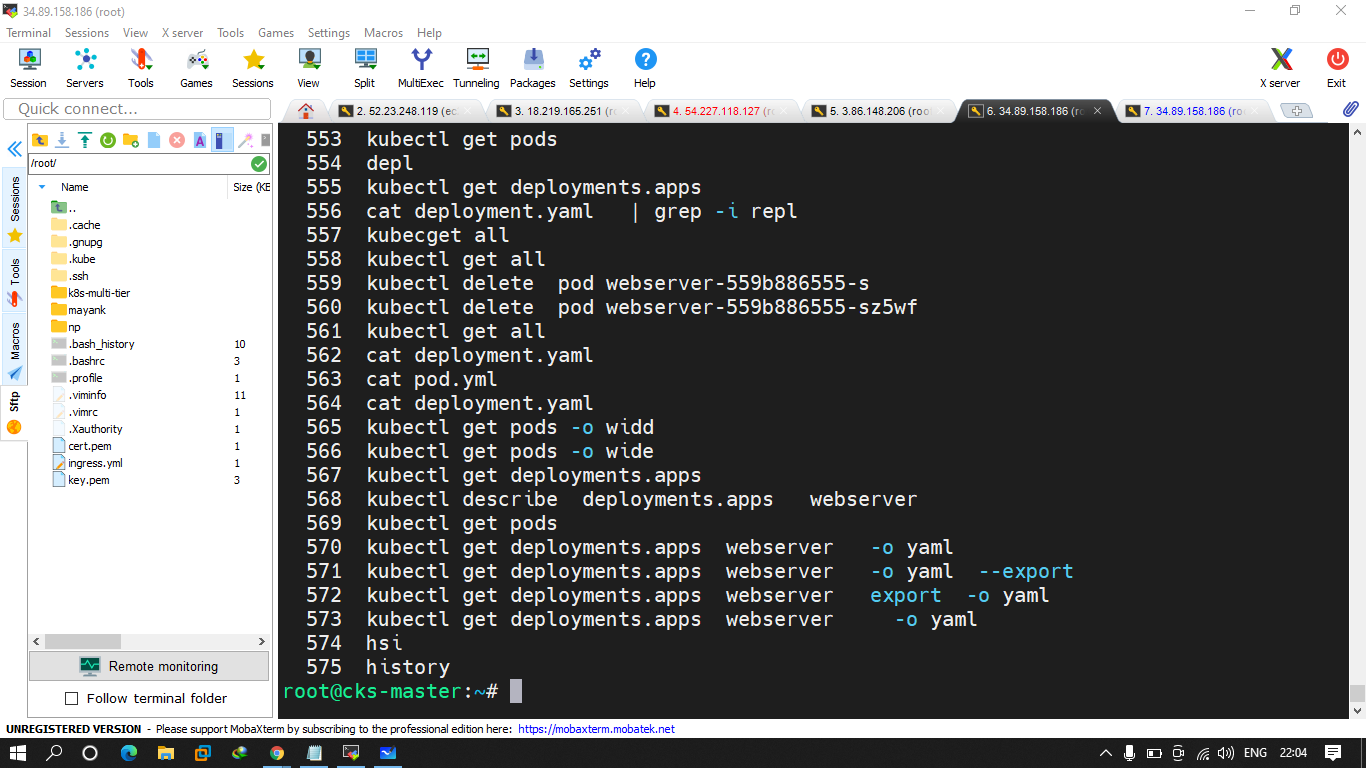 34.89.158.186 (root)
Terminal Sessions View X server Tools Games Settings Macros Help
Session Servers Tools Games Sessions View Split MultiExec Tunneling Packages Settings Help X server Exit
Quick connect...
2. 52.23.248.119 (ec 3. 18.219.165.251 (ro 4. 54.227.118.127 (ro 5. 3.86.148.206 (root 6. 34.89.158.186 (ro 7. 34.89.158.186 (roo
/root/
Name Size (KB
..
.cache
.gnupg
.kube
.ssh
k8s-multi-tier
mayank
np
.bash_history 10
.bashrc 3
.profile 1
.viminfo 11
.vimrc 1
.Xauthority 1
cert.pem 1
ingress.yml 1
key.pem 3
Sessions
Tools
Macros
Sftp
Remote monitoring
Follow terminal folder
553 kubectl get pods
554 depl
555 kubectl get deployments.apps
556 cat deployment.yaml | grep -i repl
557 kubecget all
558 kubectl get all
559 kubectl delete pod webserver-559b886555-s
560 kubectl delete pod webserver-559b886555-sz5wf
561 kubectl get all
562 cat deployment.yaml
563 cat pod.yml
564 cat deployment.yaml
565 kubectl get pods -o widd
566 kubectl get pods -o wide
567 kubectl get deployments.apps
568 kubectl describe deployments.apps webserver
569 kubectl get pods
570 kubectl get deployments.apps webserver -o yaml
571 kubectl get deployments.apps webserver -o yaml --export
572 kubectl get deployments.apps webserver export -o yaml
573 kubectl get deployments.apps webserver -o yaml
574 hsi
575 history
root@cks-master:~#
UNREGISTERED VERSION - Please support MobaXterm by subscribing to the professional edition here: https://mobaxterm.mobatek.net
ENG 22:04